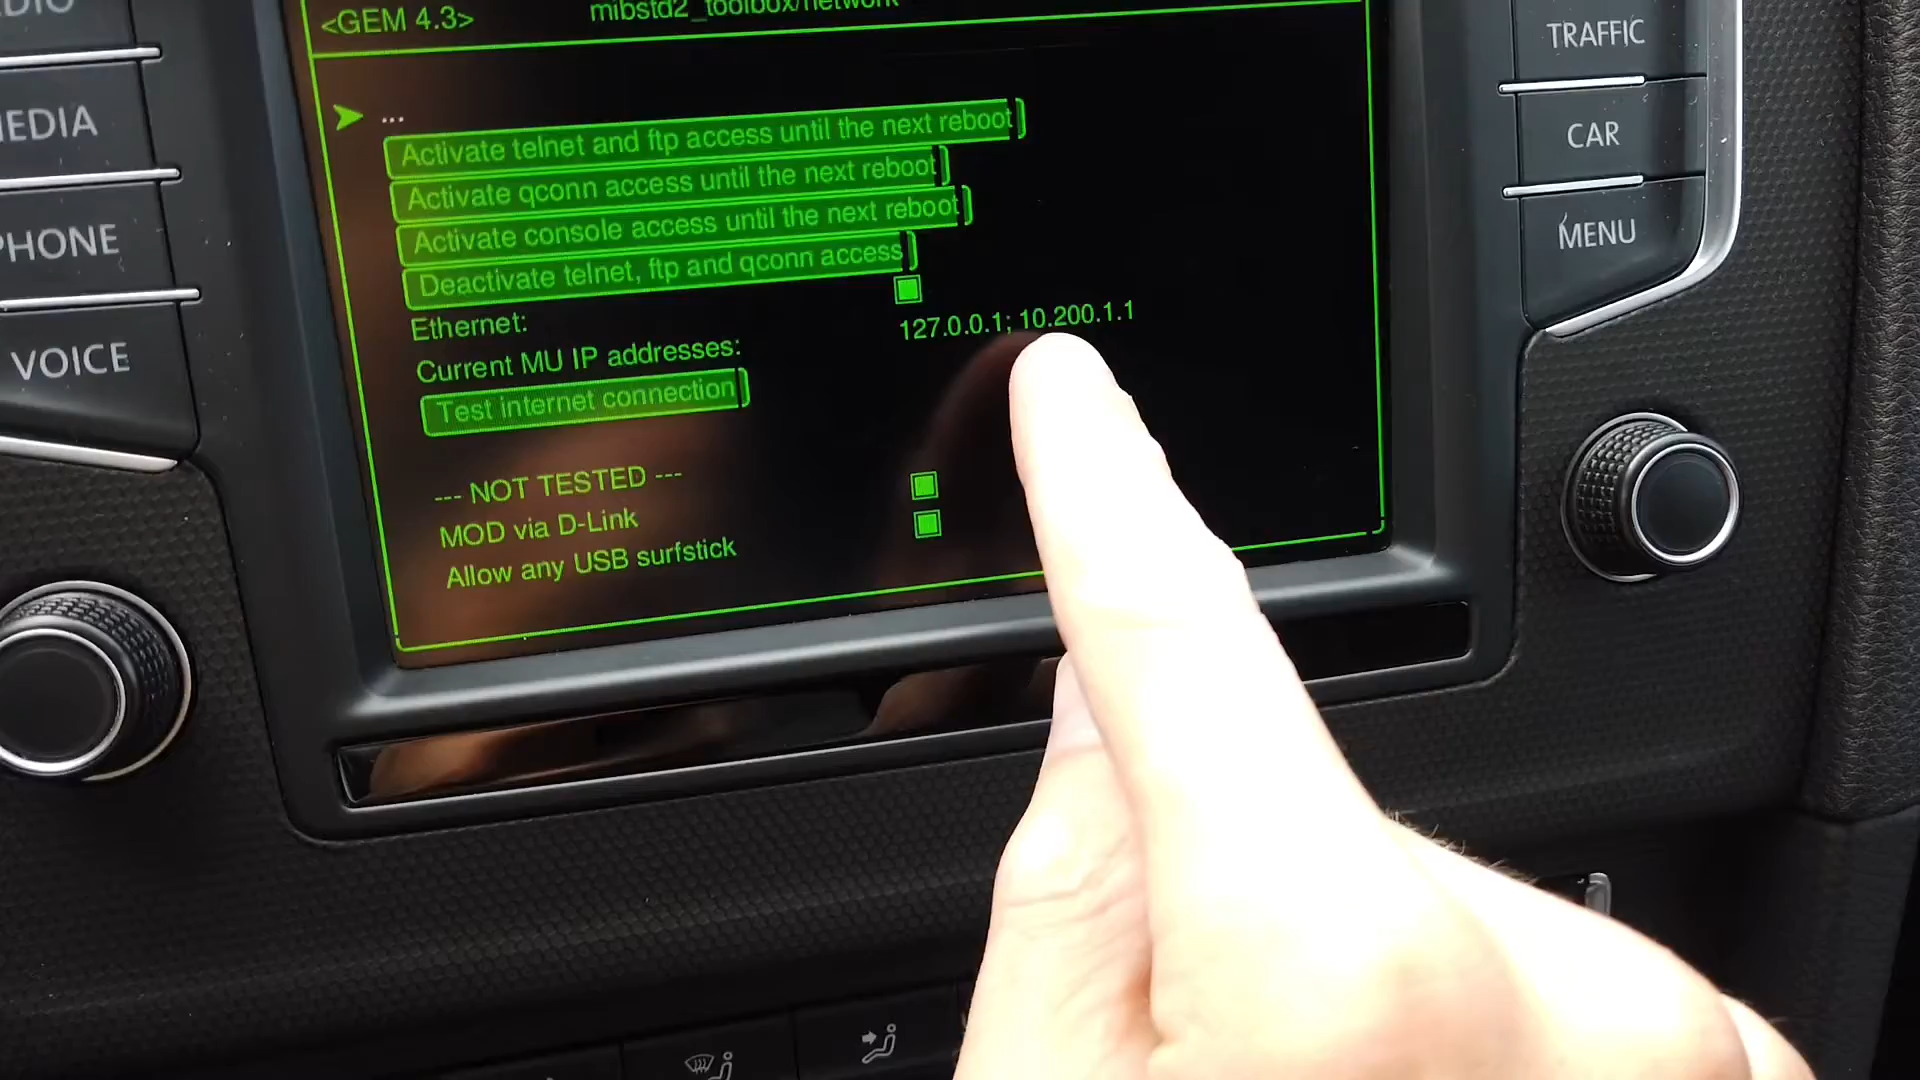 <GEM 4.3>
mibstd2_toolbox/network
...
Activate telnet and ftp access until the next reboot
Activate qconn access until the next reboot
Activate console access until the next reboot
Deactivate telnet, ftp and qconn access
Ethernet:
Current MU IP addresses: 127.0.0.1; 10.200.1.1
Test internet connection
--- NOT TESTED ---
MOD via D-Link
Allow any USB surfstick
DIO
EDIA
PHONE
VOICE
TRAFFIC
CAR
MENU